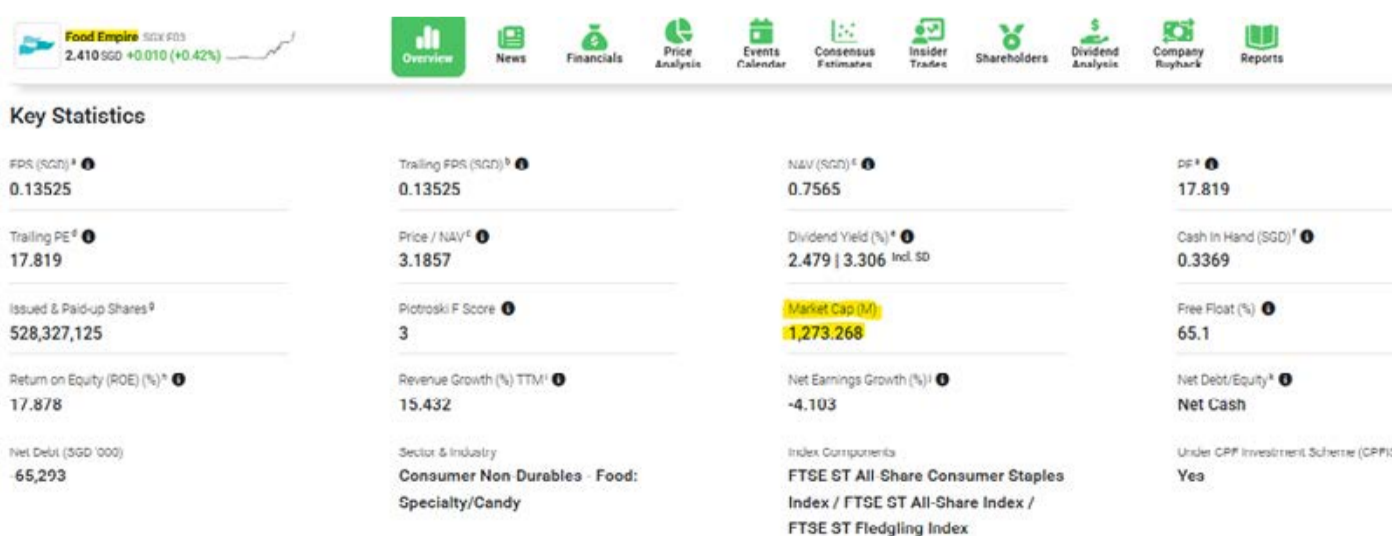 Food Empire SGX F03
2.410 SGD +0.010 (+0.42%)
Overview
News
Financials
Price Analysis
Events Calendar
Consensus Estimates
Insider Trades
Shareholders
Dividend Analysis
Company Buyback
Reports
Key Statistics
EPS (SGD) a
Trailing EPS (SGD) b
NAV (SGD) c
PE a
0.13525
0.13525
0.7565
17.819
Trailing PE d
Price / NAV c
Dividend Yield (%) e
Cash In Hand (SGD) f
17.819
3.1857
2.479 | 3.306 Incl. SD
0.3369
Issued & Paid-up Shares g
Piotroski F Score
Market Cap (M)
Free Float (%)
528,327,125
3
1,273.268
65.1
Return on Equity (ROE) (%) h
Revenue Growth (%) TTM i
Net Earnings Growth (%) j
Net Debt/Equity k
17.878
15.432
-4.103
Net Cash
Net Debt (SGD '000)
Sector & Industry
Index Components
Under CPF Investment Scheme (CPFIS
-65,293
Consumer Non-Durables - Food:
Specialty/Candy
FTSE ST All-Share Consumer Staples
Index / FTSE ST All-Share Index /
FTSE ST Fledgling Index
Yes